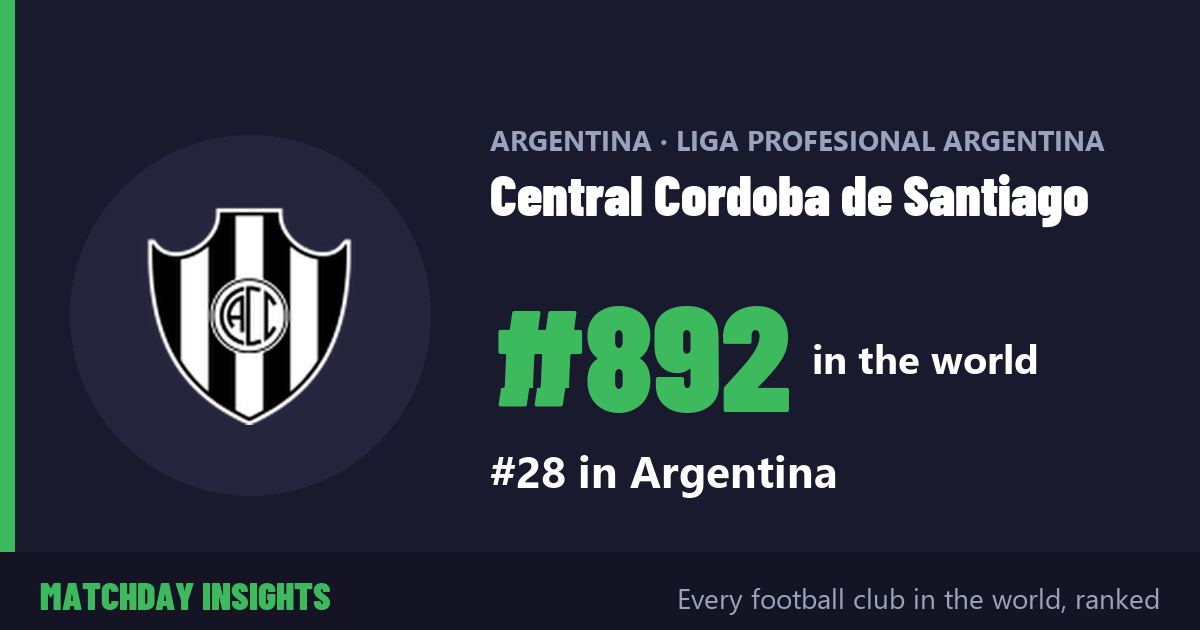 ARGENTINA · LIGA PROFESIONAL ARGENTINA
Central Cordoba de Santiago
CACC
#892 in the world
#28 in Argentina
MATCHDAY INSIGHTS
Every football club in the world, ranked